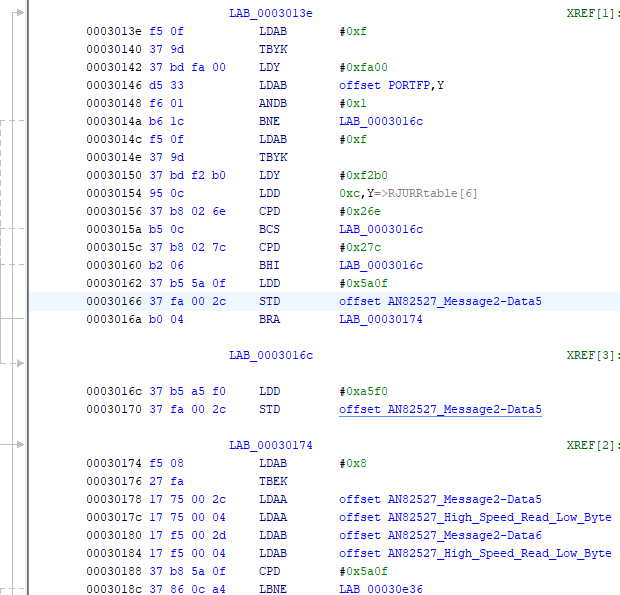 LAB_0003013e XREF[1]:
0003013e f5 0f LDAB #0xf
00030140 37 9d TBYK
00030142 37 bd fa 00 LDY #0xfa00
00030146 d5 33 LDAB offset PORTFP,Y
00030148 f6 01 ANDB #0x1
0003014a b6 1c BNE LAB_0003016c
0003014c f5 0f LDAB #0xf
0003014e 37 9d TBYK
00030150 37 bd f2 b0 LDY #0xf2b0
00030154 95 0c LDD 0xc,Y=>RJURRtable[6]
00030156 37 b8 02 6e CPD #0x26e
0003015a b5 0c BCS LAB_0003016c
0003015c 37 b8 02 7c CPD #0x27c
00030160 b2 06 BHI LAB_0003016c
00030162 37 b5 5a 0f LDD #0x5a0f
00030166 37 fa 00 2c STD offset AN82527_Message2-Data5
0003016a b0 04 BRA LAB_00030174
LAB_0003016c XREF[3]:
0003016c 37 b5 a5 f0 LDD #0xa5f0
00030170 37 fa 00 2c STD offset AN82527_Message2-Data5
LAB_00030174 XREF[2]:
00030174 f5 08 LDAB #0x8
00030176 27 fa TBEK
00030178 17 75 00 2c LDAA offset AN82527_Message2-Data5
0003017c 17 75 00 04 LDAA offset AN82527_High_Speed_Read_Low_Byte
00030180 17 f5 00 2d LDAB offset AN82527_Message2-Data6
00030184 17 f5 00 04 LDAB offset AN82527_High_Speed_Read_Low_Byte
00030188 37 b8 5a 0f CPD #0x5a0f
0003018c 37 86 0c a4 LBNE LAB_00030e36